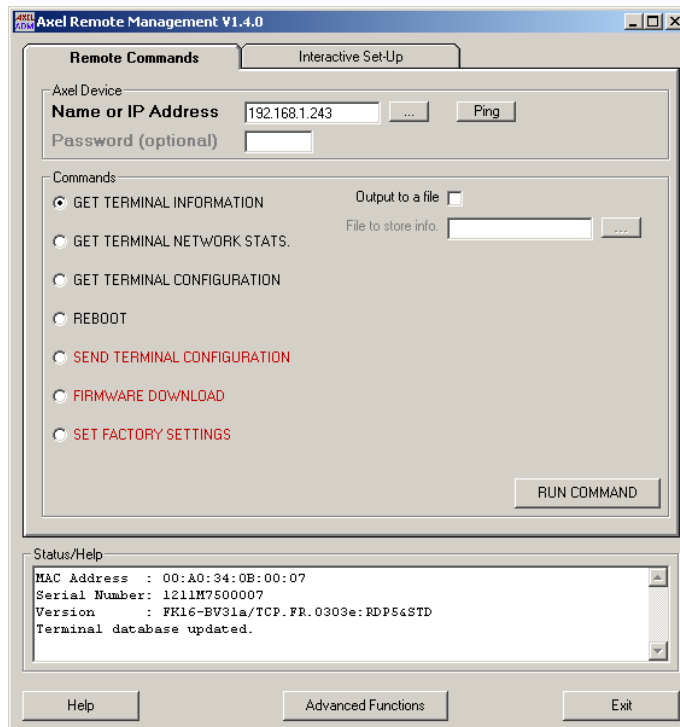 AXEL ADM Axel Remote Management V1.4.0
Remote Commands Interactive Set-Up
Axel Device
Name or IP Address 192.168.1.243 ... Ping
Password (optional)
Commands
GET TERMINAL INFORMATION Output to a file
File to store info. ...
GET TERMINAL NETWORK STATS.
GET TERMINAL CONFIGURATION
REBOOT
SEND TERMINAL CONFIGURATION
FIRMWARE DOWNLOAD
SET FACTORY SETTINGS
RUN COMMAND
Status/Help
MAC Address : 00:A0:34:0B:00:07
Serial Number: 1211M7500007
Version : FK16-BV31a/TCP.FR.0303e:RDP5&STD
Terminal database updated.
Help Advanced Functions Exit